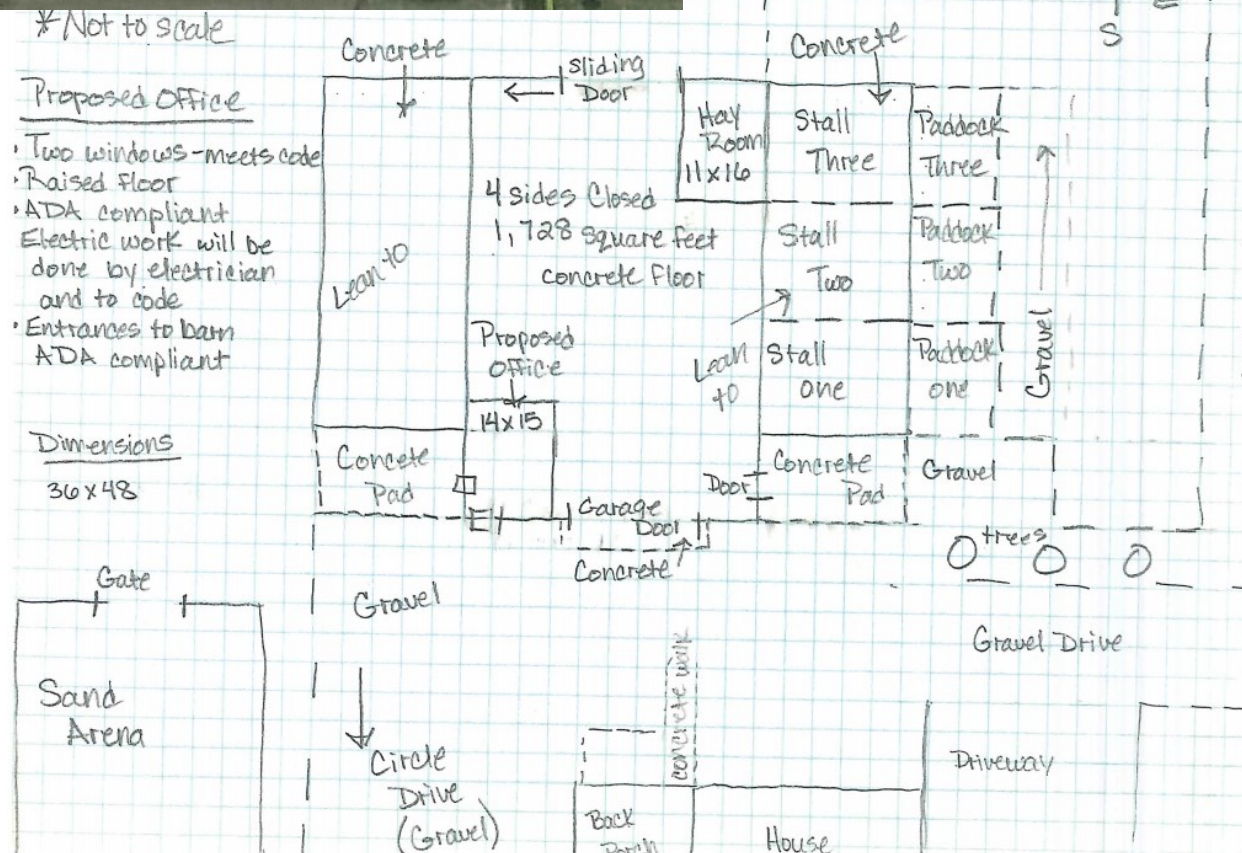 *Not to scale
Proposed Office
• Two windows-meets code
• Raised floor
• ADA compliant
Electric work will be
done by electrician
and to code
• Entrances to barn
ADA compliant
Dimensions
36x48
Concrete
Lean to
Concete
Pad
Sliding
Door
4 sides Closed
1,728 square feet
concrete floor
Proposed
Office
14x15
Hay
Room
11x16
Concrete
Stall
Three
Stall
Two
Stall
one
Lean
to
Paddock
Three
Paddock
Two
Paddock
one
Gravel
S
Door
Concrete
Pad
Gravel
Garage
Door
Concrete
trees
Gate
Sand
Arena
Gravel
Circle
Drive
(Gravel)
concrete walk
Back
Porch
House
Gravel Drive
Driveway